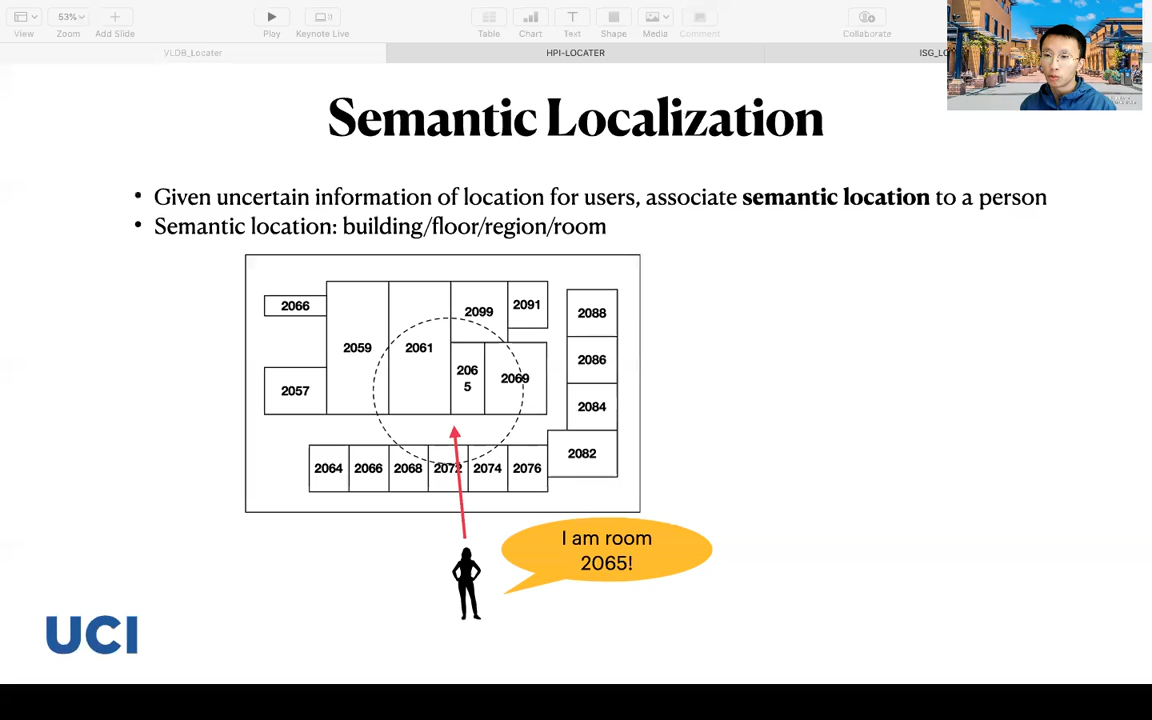 53%
View
Zoom
Add Slide
Play
Keynote Live
Table
Chart
Text
Shape
Media
Comment
Collaborate
VLDB_Locater
HPI-LOCATER
Semantic Localization
• Given uncertain information of location for users, associate semantic location to a person
• Semantic location: building/floor/region/room
2066
2059
2061
2099
2091
2088
2057
206
5
2069
2086
2084
2082
2064
2066
2068
2072
2074
2076
I am room
2065!
UCI